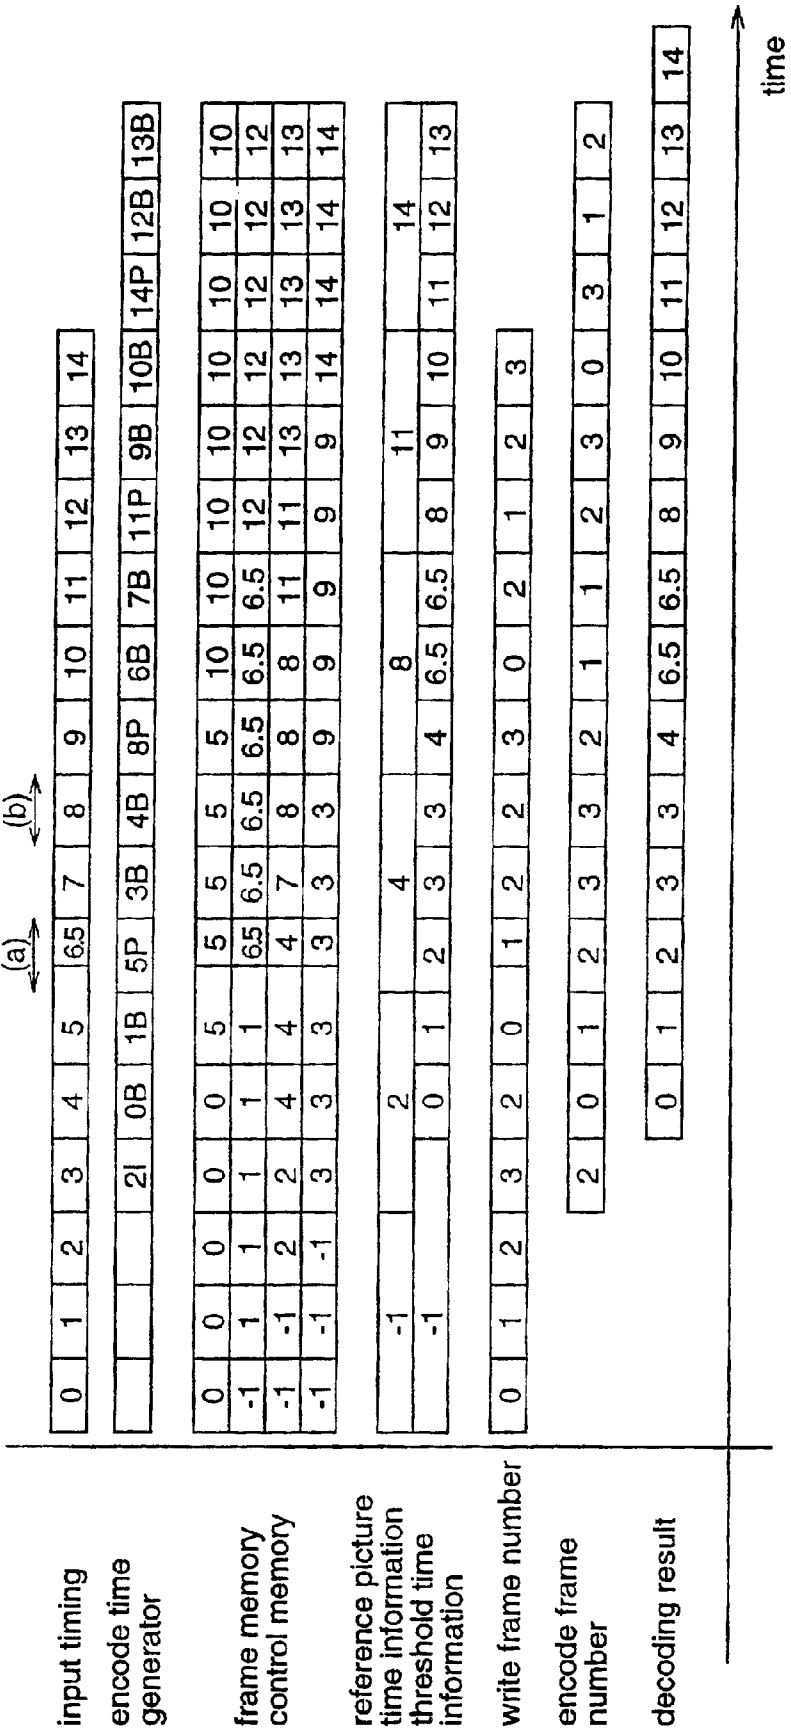 (a) (b)
input timing 0 1 2 3 4 5 6.5 7 8 9 10 11 12 13 14
encode time
generator 2I 0B 1B 5P 3B 4B 8P 6B 7B 11P 9B 10B 14P 12B 13B
frame memory
control memory
0 0 0 0 0 5 5 5 5 5 10 10 10 10 10 10 10 10
-1 1 1 1 1 1 6.5 6.5 6.5 6.5 6.5 6.5 12 12 12 12 12 12
-1 -1 2 2 4 4 4 7 8 8 8 11 11 13 13 13 13 13
-1 -1 -1 3 3 3 3 3 3 9 9 9 9 9 14 14 14 14
reference picture
time information -1 2 4 8 11 14
threshold time
information -1 0 1 2 3 3 4 6.5 6.5 8 9 10 11 12 13
write frame number 0 1 2 3 2 0 1 2 2 3 0 2 1 2 3
encode frame
number 2 0 1 2 3 3 2 1 1 2 3 0 3 1 2
decoding result 0 1 2 3 3 4 6.5 6.5 8 9 10 11 12 13 14
time